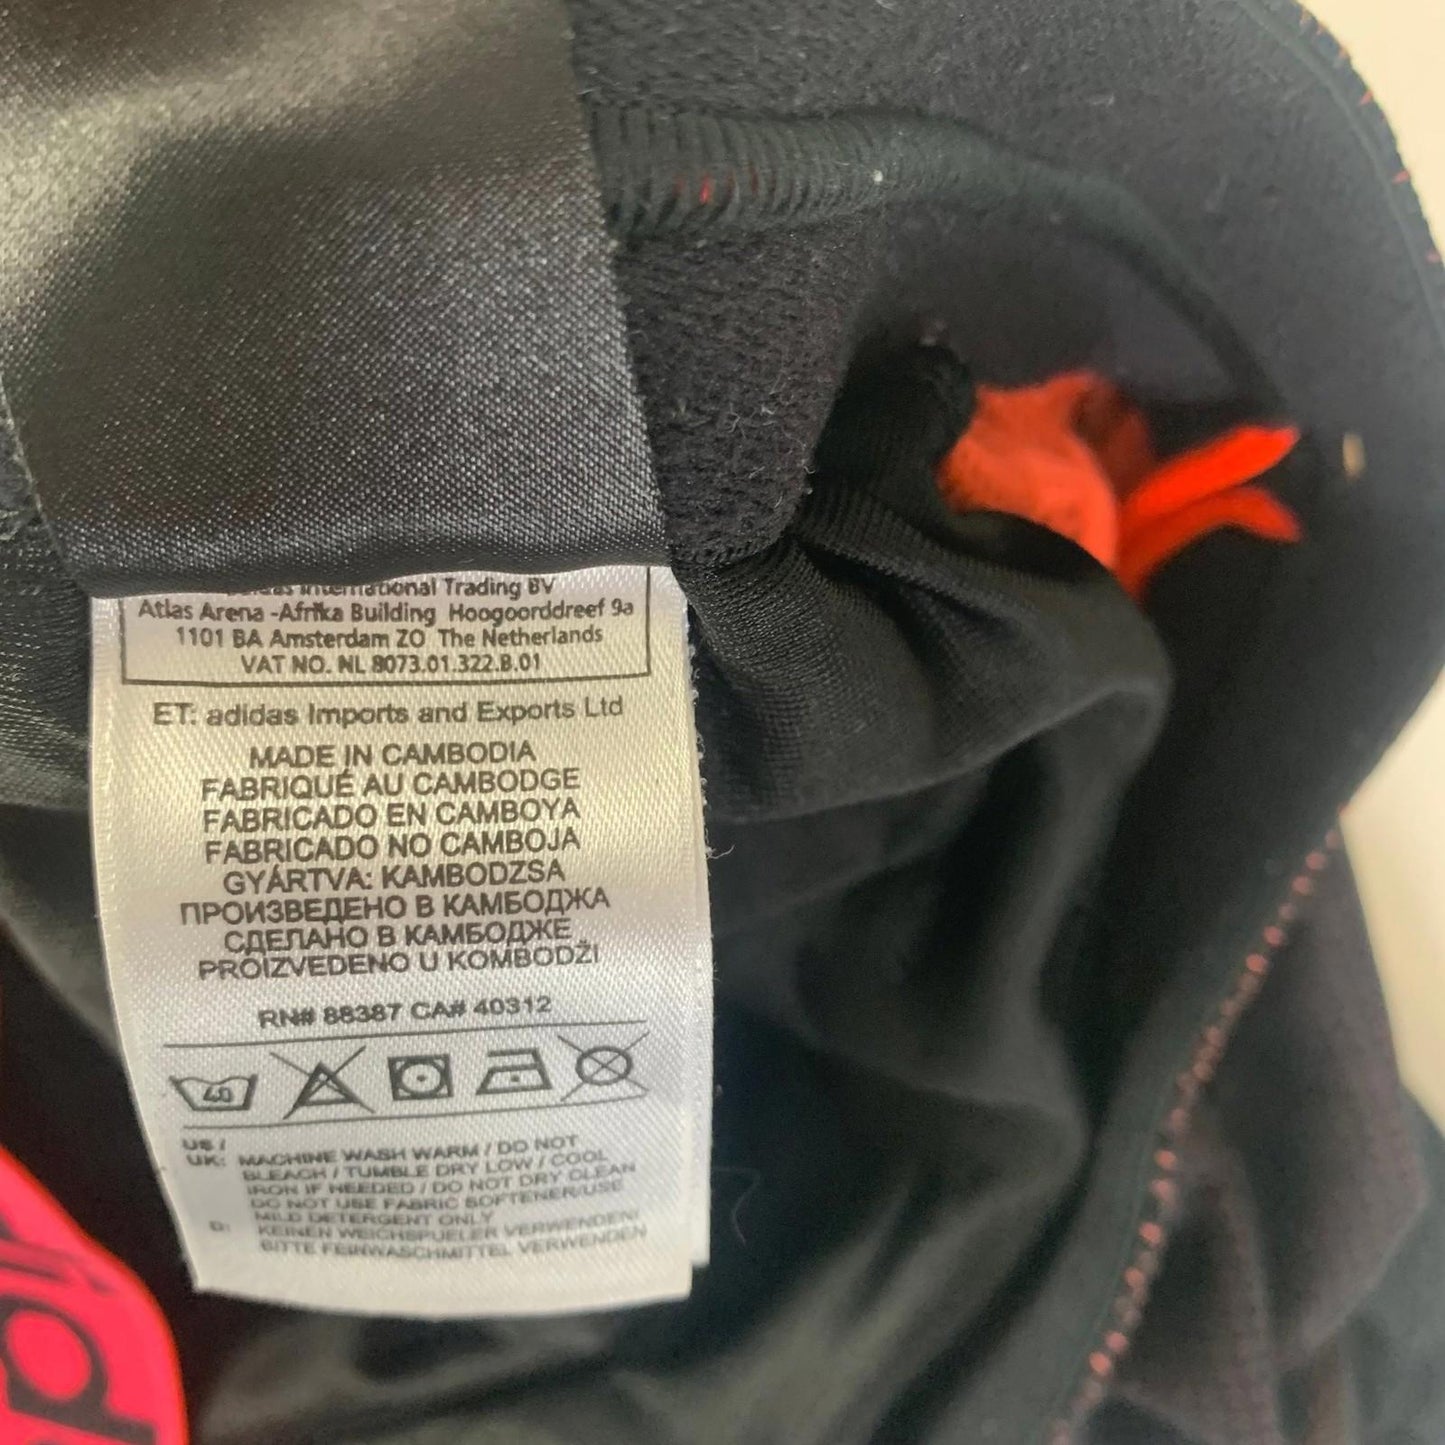 International Trading BV
Atlas Arena -Afrika Building Hoogoorddreef 9a
1101 BA Amsterdam ZO The Netherlands
VAT NO. NL 8073.01.322.B.01
ET: adidas Imports and Exports Ltd
MADE IN CAMBODIA
FABRIQUÉ AU CAMBODGE
FABRICADO EN CAMBOYA
FABRICADO NO CAMBOJA
GYÁRTVA: KAMBODZSA
ПРОИЗВЕДЕНО В КАМБОДЖА
СДЕЛАНО В КАМБОДЖЕ
PROIZVEDENO U KOMBODŽI
RN# 88387 CA# 40312
40
US /
UK: MACHINE WASH WARM / DO NOT
BLEACH / TUMBLE DRY LOW / COOL
IRON IF NEEDED / DO NOT DRY CLEAN
DO NOT USE FABRIC SOFTENER/USE
MILD DETERGENT ONLY
D: KEINEN WEICHSPUELER VERWENDEN!
BITTE FEINWASCHMITTEL VERWENDEN